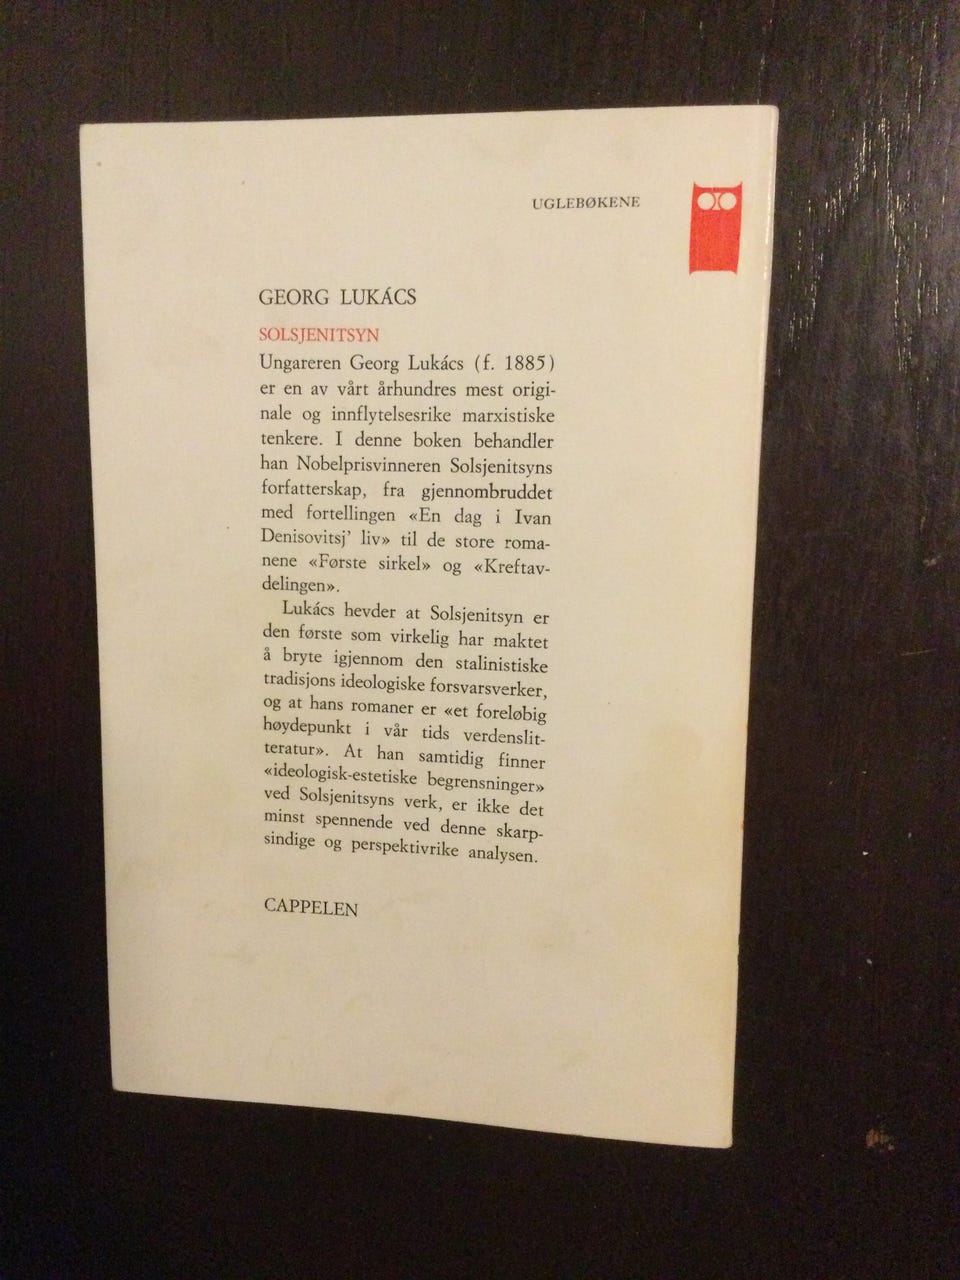 UGLEBØKENE
GEORG LUKÁCS
SOLSJENITSYN
Ungareren Georg Lukács (f. 1885)
er en av vårt århundres mest origi-
nale og innflytelsesrike marxistiske
tenkere. I denne boken behandler
han Nobelprisvinneren Solsjenitsyns
forfatterskap, fra gjennombruddet
med fortellingen «En dag i Ivan
Denisovitsj' liv» til de store roma-
nene «Første sirkel» og «Kreftav-
delingen».
Lukács hevder at Solsjenitsyn er
den første som virkelig har maktet
å bryte igjennom den stalinistiske
tradisjons ideologiske forsvarsverker,
og at hans romaner er «et foreløbig
høydepunkt i vår tids verdenslit-
teratur». At han samtidig finner
«ideologisk-estetiske begrensninger»
ved Solsjenitsyns verk, er ikke det
minst spennende ved denne skarp-
sindige og perspektivrike analysen.
CAPPELEN